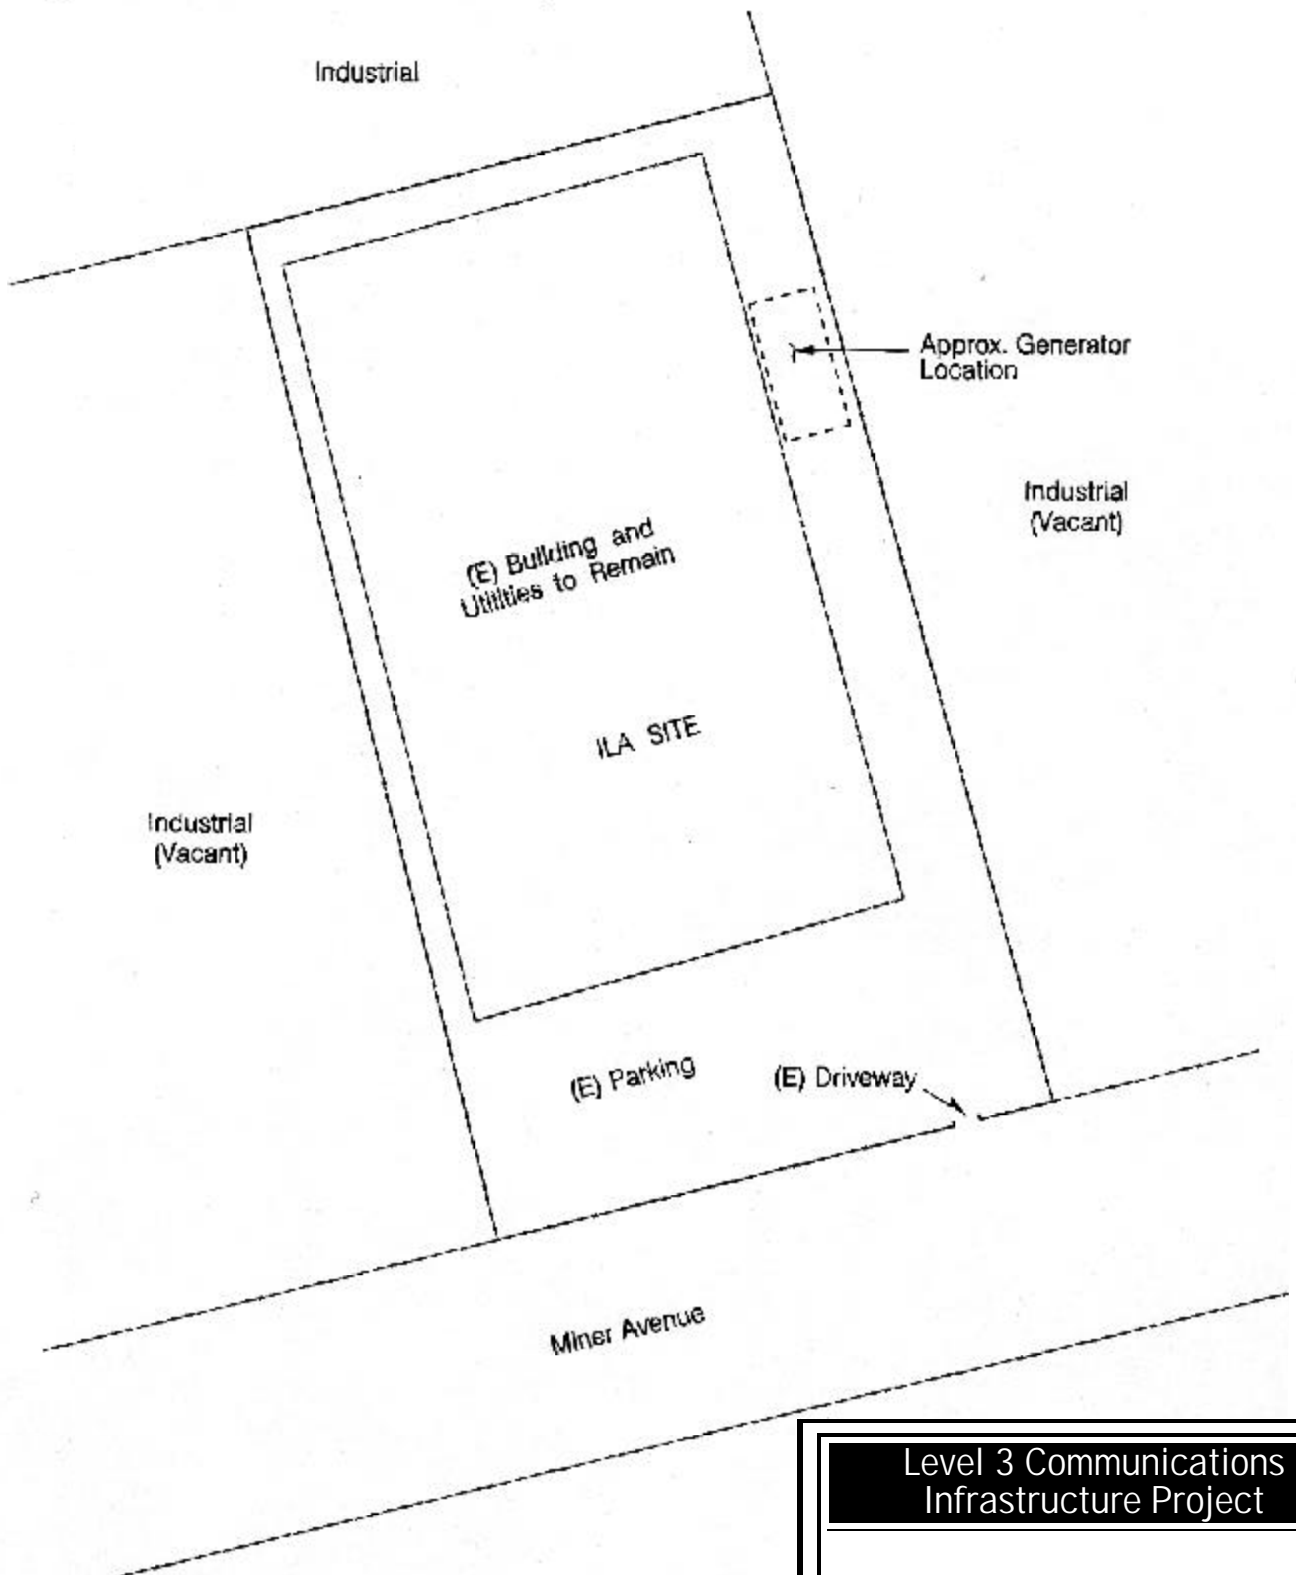 Industrial
Approx. Generator
Location
Industrial
(Vacant)
(E) Building and
Utilities to Remain
ILA SITE
Industrial
(Vacant)
(E) Parking
(E) Driveway
Miner Avenue
Level 3 Communications
Infrastructure Project